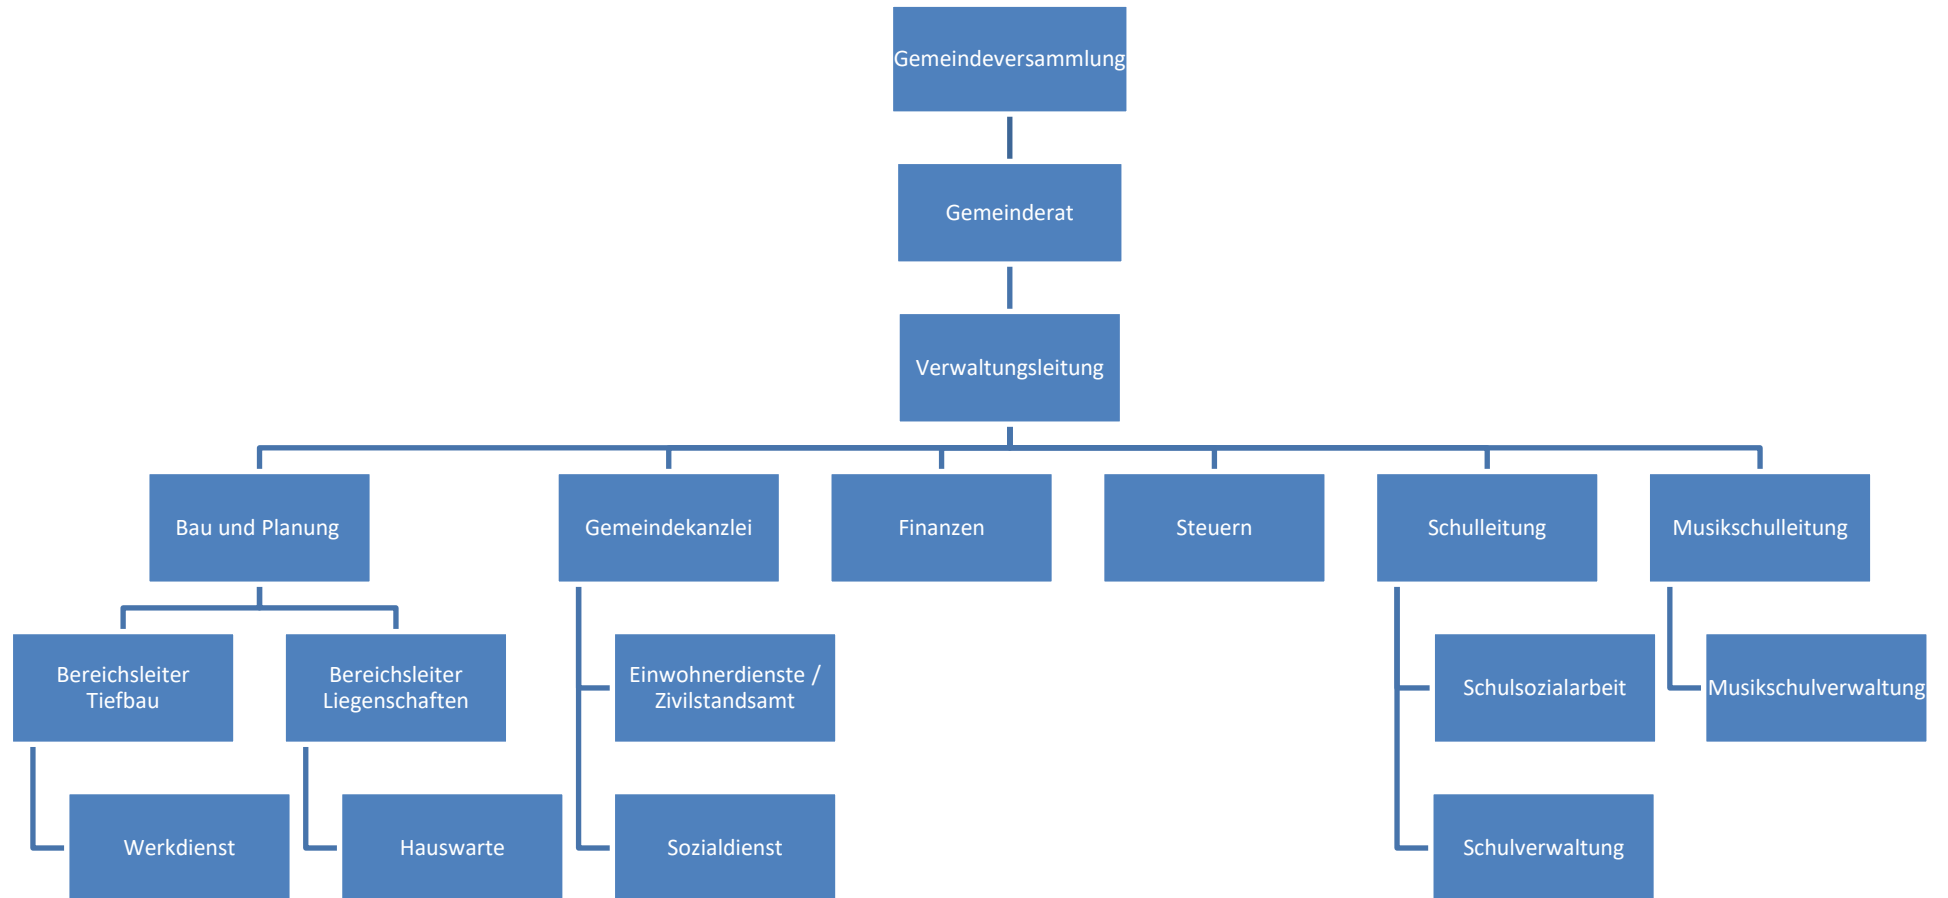 Gemeindeversammlung
Gemeinderat
Verwaltungsleitung
Bau und Planung
Gemeindekanzlei
Finanzen
Steuern
Schulleitung
Musikschulleitung
Bereichsleiter
Tiefbau
Bereichsleiter
Liegenschaften
Einwohnerdienste /
Zivilstandsamt
Schulsozialarbeit
Musikschulverwaltung
Werkdienst
Hauswarte
Sozialdienst
Schulverwaltung